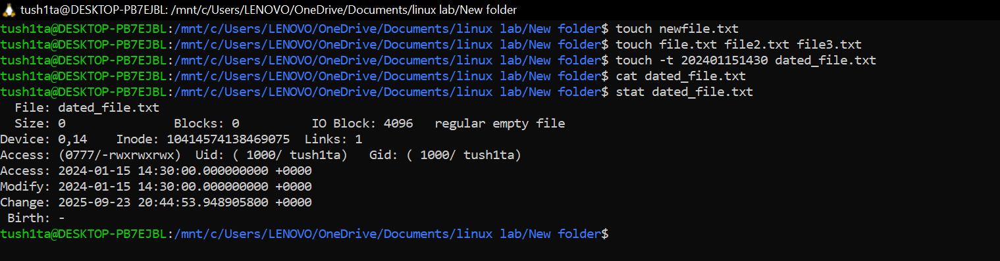 tush1ta@DESKTOP-PB7EJBL: /mnt/c/Users/LENOVO/OneDrive/Documents/linux lab/New folder
tush1ta@DESKTOP-PB7EJBL:/mnt/c/Users/LENOVO/OneDrive/Documents/linux lab/New folder$ touch newfile.txt
tush1ta@DESKTOP-PB7EJBL:/mnt/c/Users/LENOVO/OneDrive/Documents/linux lab/New folder$ touch file.txt file2.txt file3.txt
tush1ta@DESKTOP-PB7EJBL:/mnt/c/Users/LENOVO/OneDrive/Documents/linux lab/New folder$ touch -t 202401151430 dated_file.txt
tush1ta@DESKTOP-PB7EJBL:/mnt/c/Users/LENOVO/OneDrive/Documents/linux lab/New folder$ cat dated_file.txt
tush1ta@DESKTOP-PB7EJBL:/mnt/c/Users/LENOVO/OneDrive/Documents/linux lab/New folder$ stat dated_file.txt
  File: dated_file.txt
  Size: 0               Blocks: 0          IO Block: 4096   regular empty file
Device: 0,14    Inode: 10414574138469075  Links: 1
Access: (0777/-rwxrwxrwx)  Uid: ( 1000/ tush1ta)   Gid: ( 1000/ tush1ta)
Access: 2024-01-15 14:30:00.000000000 +0000
Modify: 2024-01-15 14:30:00.000000000 +0000
Change: 2025-09-23 20:44:53.948905800 +0000
 Birth: -
tush1ta@DESKTOP-PB7EJBL:/mnt/c/Users/LENOVO/OneDrive/Documents/linux lab/New folder$